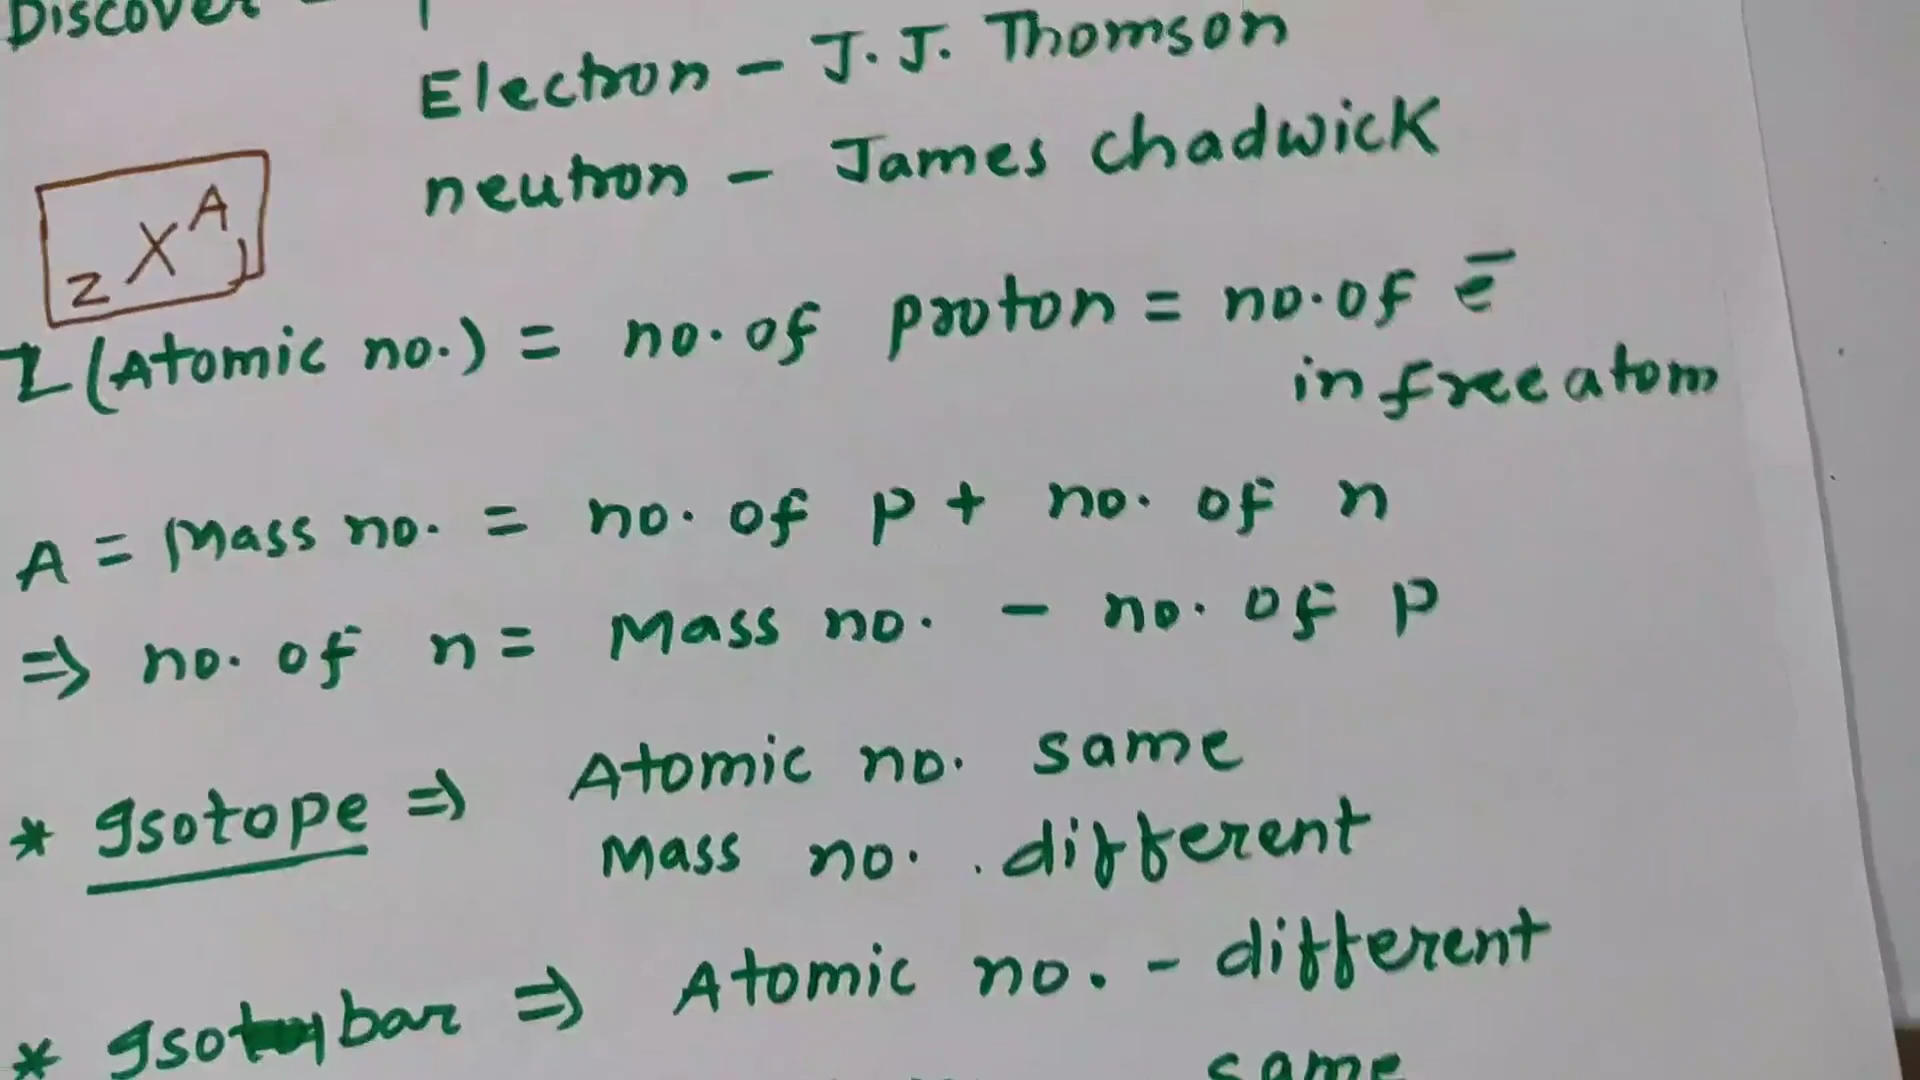 Discover -
Electron - J.J. Thomson
neutron - James Chadwick
zXA
Z (Atomic no.) = no. of proton = no. of e̅
in free atom
A = Mass no. = no. of p + no. of n
⇒ no. of n = Mass no. - no. of p
* Isotope ⇒ Atomic no. same
Mass no. different
* Isobar ⇒ Atomic no. - different
same